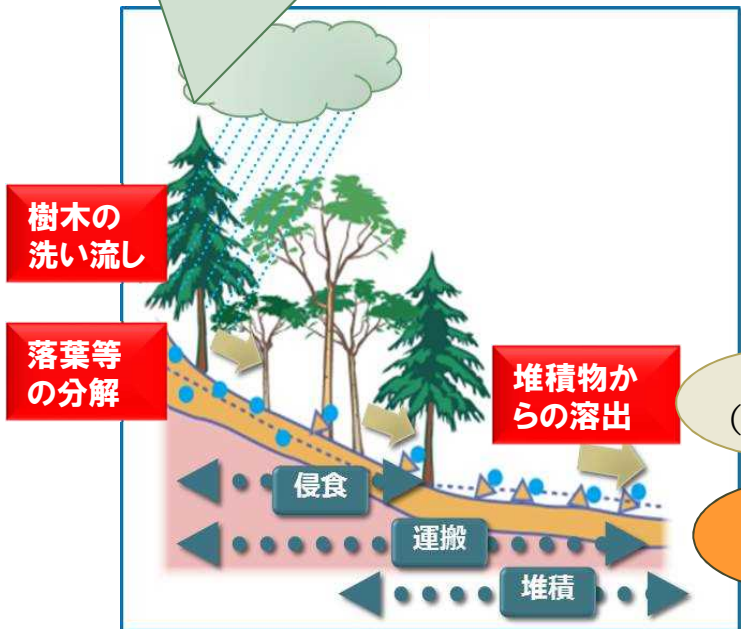 樹木の
洗い流し
落葉等
の分解
堆積物か
らの溶出
（
侵食
運搬
堆積